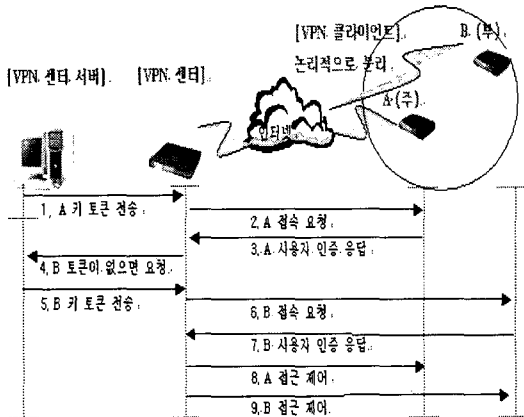 [VPN 클라이언트]
B (부)
논리적으로 분리
[VPN 센터 서버]
[VPN 센터]
A (주)
인터넷
1, A 키 토큰 전송
2, A 접속 요청
3, A 사용자 인증 응답
4, B 토큰이 없으면 요청
5, B 키 토큰 전송
6, B 접속 요청
7, B 사용자 인증 응답
8, A 접근 제어
9, B 접근 제어